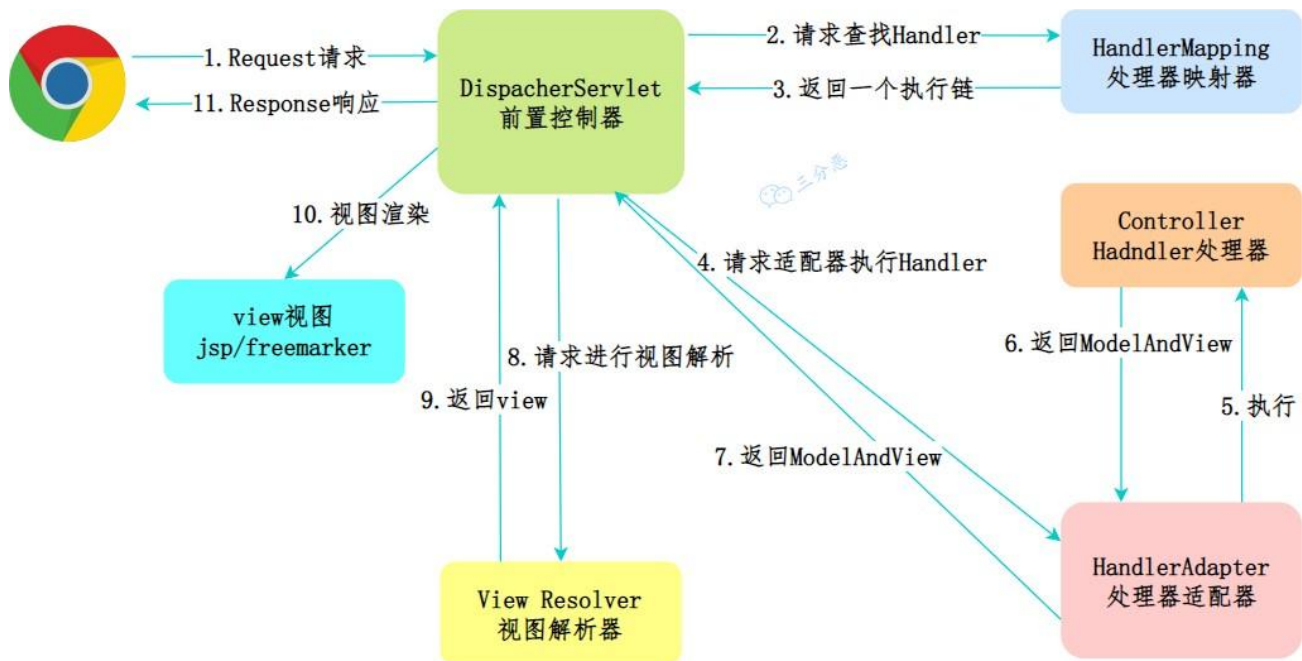 1.Request请求
11.Response响应
DispacherServlet
前置控制器
2.请求查找Handler
3.返回一个执行链
HandlerMapping
处理器映射器
三分恶
10.视图渲染
view视图
jsp/freemarker
4.请求适配器执行Handler
Controller
Hadndler处理器
8.请求进行视图解析
9.返回view
6.返回ModelAndView
5.执行
7.返回ModelAndView
View Resolver
视图解析器
HandlerAdapter
处理器适配器